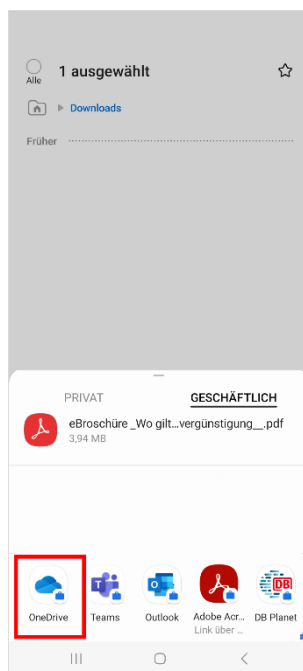 Alle 1 ausgewählt
Downloads
Früher
PRIVAT GESCHÄFTLICH
eBroschüre _Wo gilt...vergünstigung__.pdf
3,94 MB
OneDrive Teams Outlook Adobe Acr... DB Planet
Link über ...